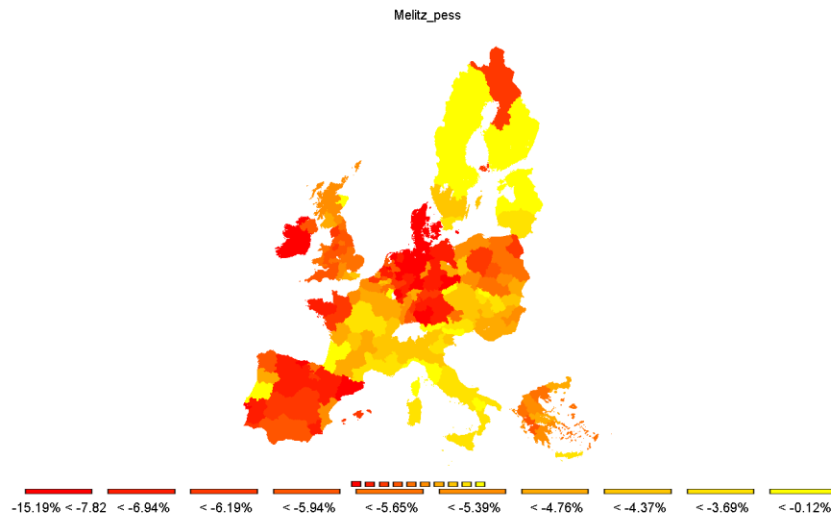 Melitz_pess
-15.19% < -7.82 < -6.94% < -6.19% < -5.94% < -5.65% < -5.39% < -4.76% < -4.37% < -3.69% < -0.12%